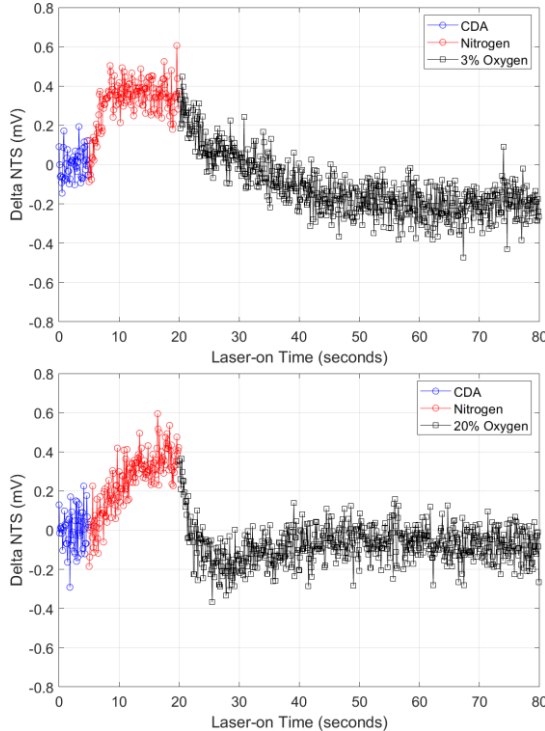 0.8
0.6
0.4
0.2
0
-0.2
-0.4
-0.6
-0.8
Delta NTS (mV)
CDA
Nitrogen
3% Oxygen
0 10 20 30 40 50 60 70 80
Laser-on Time (seconds)
0.8
0.6
0.4
0.2
0
-0.2
-0.4
-0.6
-0.8
Delta NTS (mV)
CDA
Nitrogen
20% Oxygen
0 10 20 30 40 50 60 70 80
Laser-on Time (seconds)